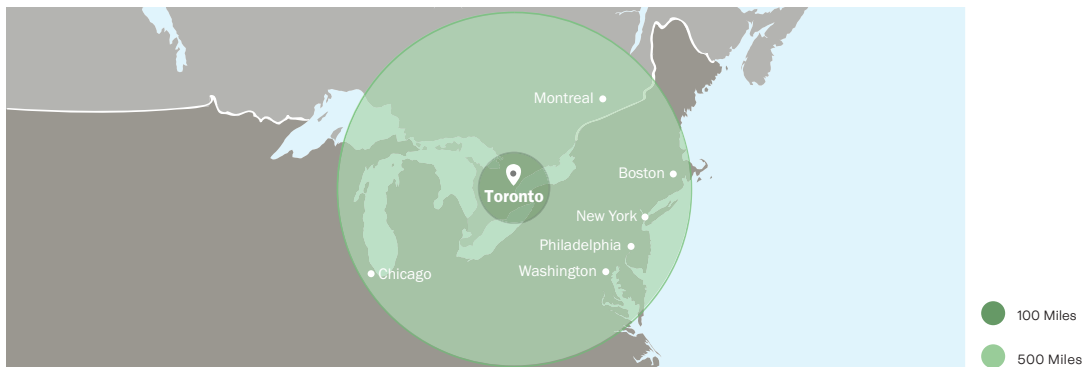 Montreal
Boston
Toronto
New York
Philadelphia
Washington
Chicago
100 Miles
500 Miles